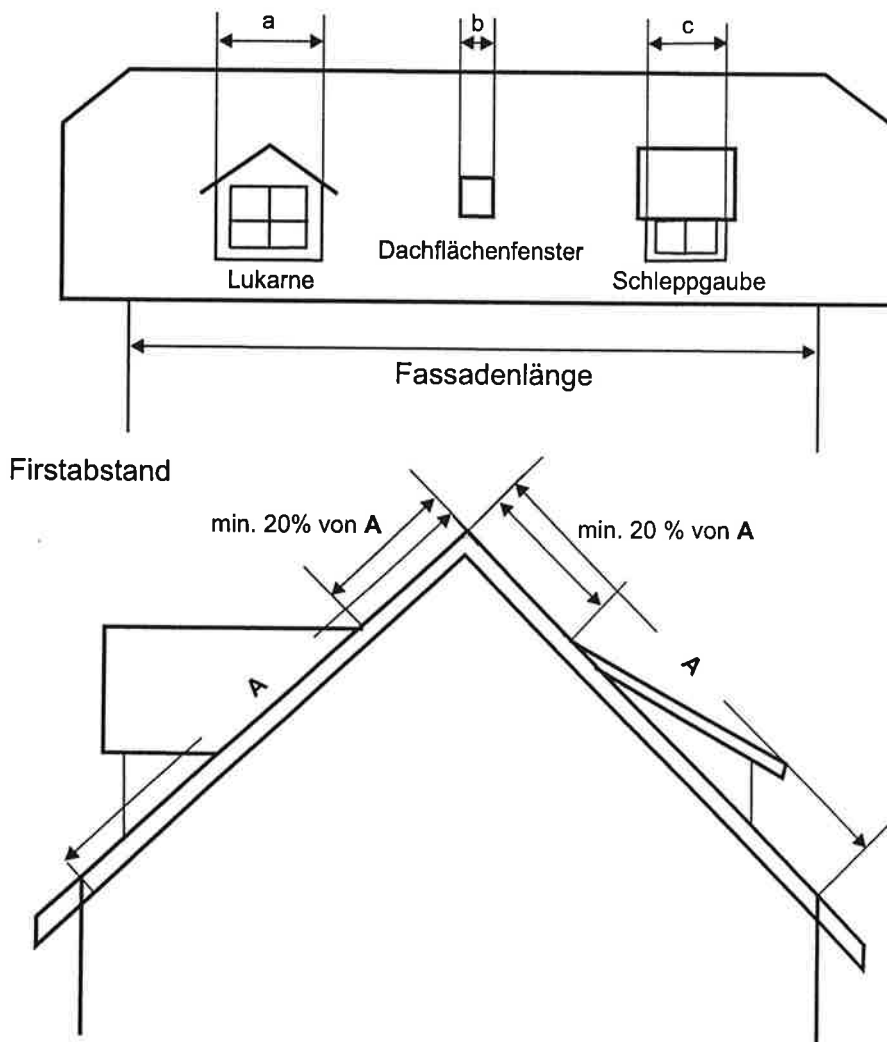 a
b
c
Lukarne
Dachflächenfenster
Schleppgaube
Fassadenlänge
Firstabstand
min. 20% von A
min. 20 % von A
A
A